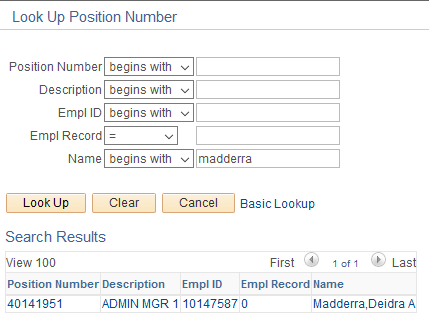 Look Up Position Number
Position Number begins with
Description begins with
Empl ID begins with
Empl Record =
Name begins with madderra
Look Up Clear Cancel Basic Lookup
Search Results
View 100 First 1 of 1 Last
Position Number Description Empl ID Empl Record Name
40141951 ADMIN MGR 1 10147587 0 Madderra,Deidra A